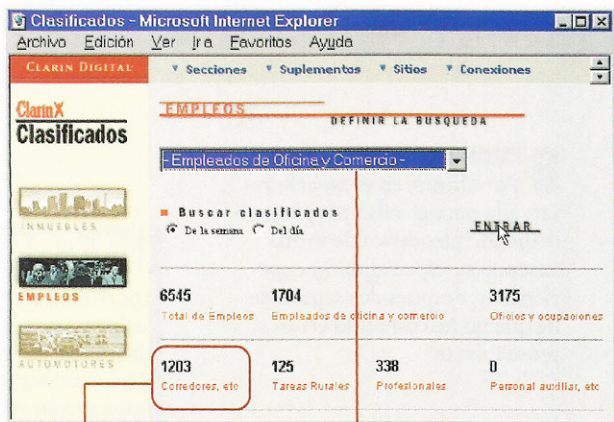 Clasificados - Microsoft Internet Explorer
Archivo Edición Ver Ir a Favoritos Ayuda
CLARIN DIGITAL Secciones Suplementos Sitios Conexiones
ClarinX
Clasificados
EMPLEOS
DEFINIR LA BUSQUEDA
- Empleados de Oficina y Comercio -
Buscar clasificados
De la semana Del día
ENTRAR
INMUEBLES
EMPLEOS
AUTOMOTORES
6545 1704 3175
Total de Empleos Empleados de oficina y comercio Oficios y ocupaciones
1203 125 338 0
Corredores, etc Tareas Rurales Profesionales Personal auxiliar, etc